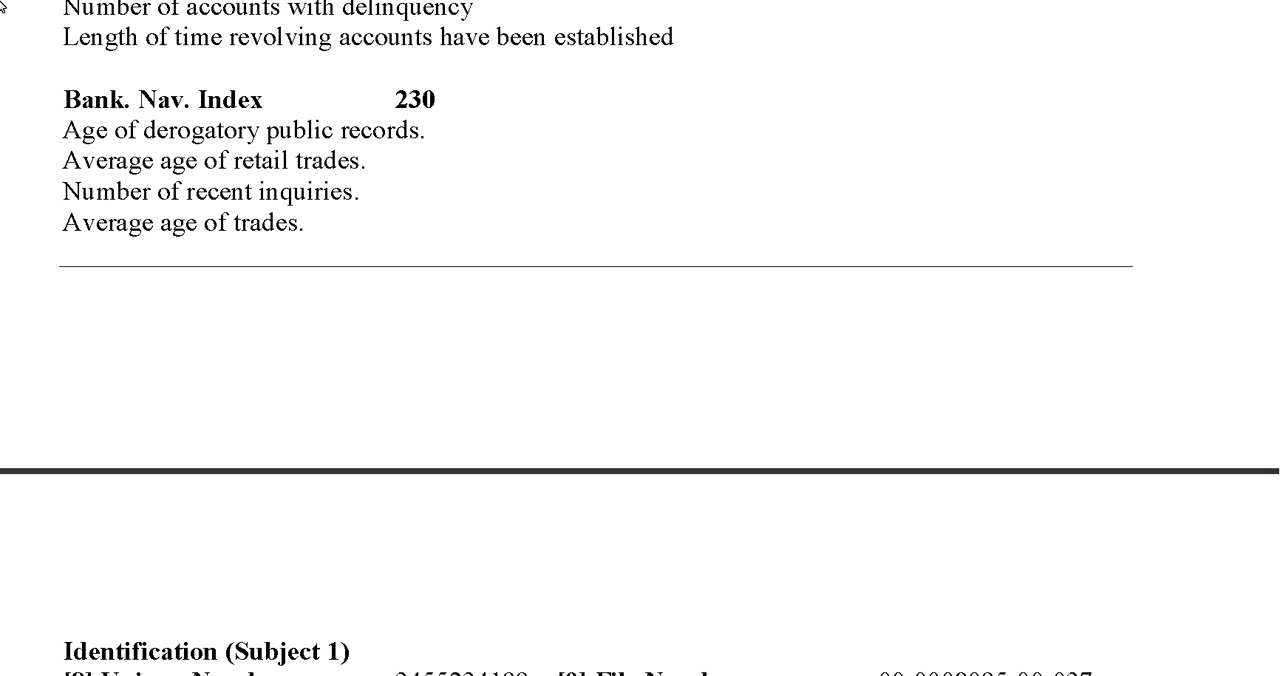 Number of accounts with delinquency
Length of time revolving accounts have been established
Bank. Nav. Index 230
Age of derogatory public records.
Average age of retail trades.
Number of recent inquiries.
Average age of trades.
Identification (Subject 1)